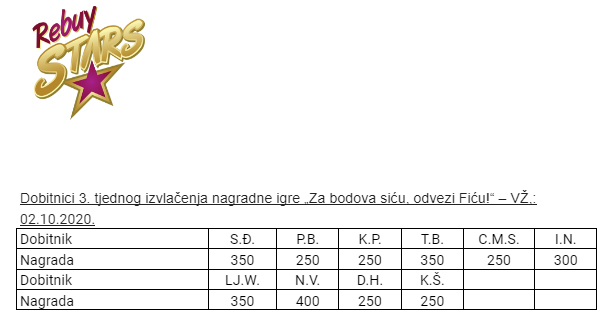 Rebuy
STARS
Dobitnici 3. tjednog izvlačenja nagradne igre „Za bodova siću, odvezi Fiću!“ – VŽ.:
02.10.2020.
Dobitnik S.Đ. P.B. K.P. T.B. C.M.S. I.N.
Nagrada 350 250 250 350 250 300
Dobitnik LJ.W. N.V. D.H. K.Š.
Nagrada 350 400 250 250